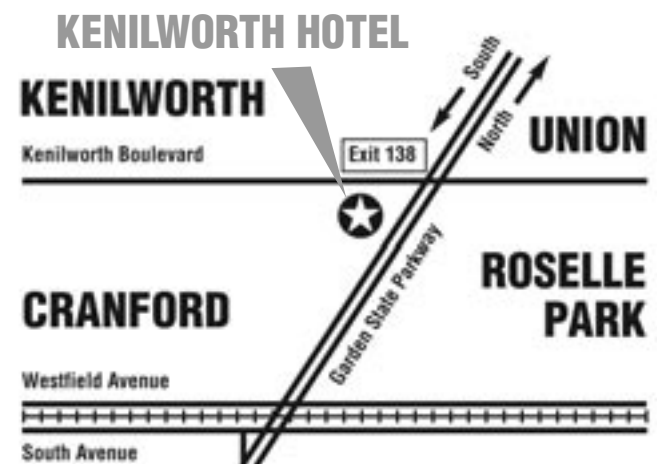 KENILWORTH HOTEL
KENILWORTH
South
North
UNION
Kenilworth Boulevard
Exit 138
ROSELLE
PARK
CRANFORD
Garden State Parkway
Westfield Avenue
South Avenue